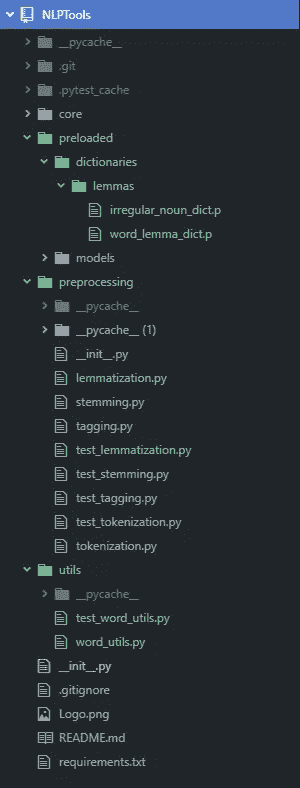 NLPTools
__pycache__
.git
.pytest_cache
core
preloaded
dictionaries
lemmas
irregular_noun_dict.p
word_lemma_dict.p
models
preprocessing
__pycache__
__pycache__ (1)
__init__.py
lemmatization.py
stemming.py
tagging.py
test_lemmatization.py
test_stemming.py
test_tagging.py
test_tokenization.py
tokenization.py
utils
__pycache__
test_word_utils.py
word_utils.py
__init__.py
.gitignore
Logo.png
README.md
requirements.txt